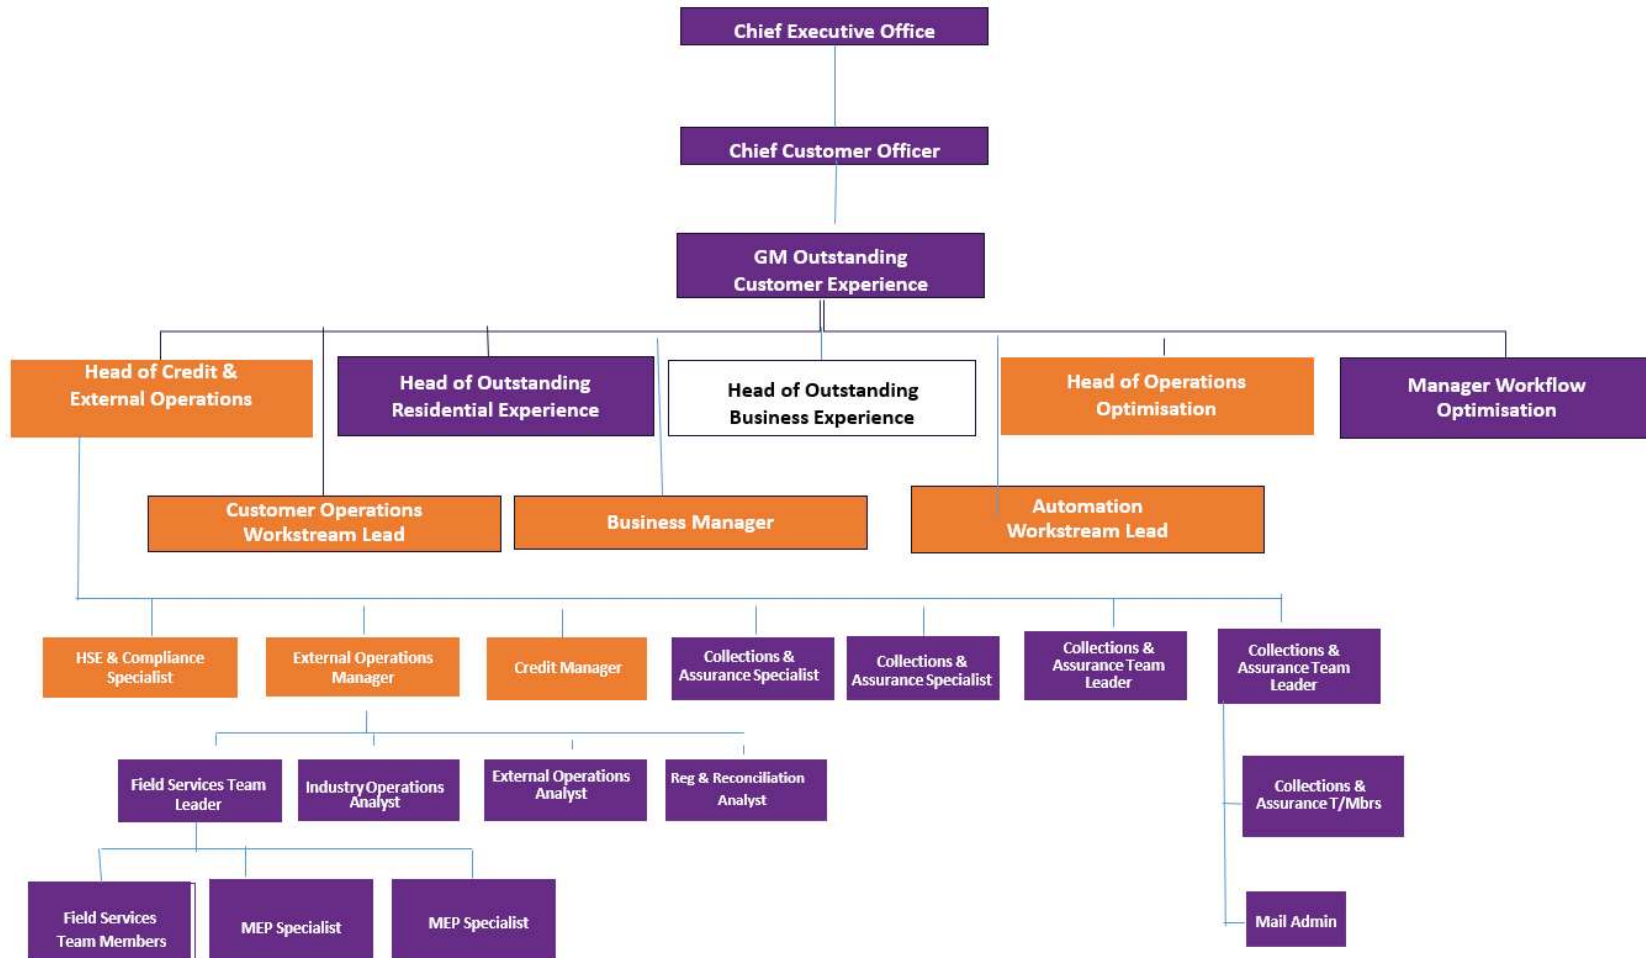 Chief Executive Office
Chief Customer Officer
GM Outstanding
Customer Experience
Head of Credit &
External Operations
Head of Outstanding
Residential Experience
Head of Outstanding
Business Experience
Head of Operations
Optimisation
Manager Workflow
Optimisation
Customer Operations
Workstream Lead
Business Manager
Automation
Workstream Lead
HSE & Compliance
Specialist
External Operations
Manager
Credit Manager
Collections &
Assurance Specialist
Collections &
Assurance Specialist
Collections &
Assurance Team
Leader
Collections &
Assurance Team
Leader
Field Services Team
Leader
Industry Operations
Analyst
External Operations
Analyst
Reg & Reconciliation
Analyst
Collections &
Assurance T/Mbrs
Field Services
Team Members
MEP Specialist
MEP Specialist
Mail Admin